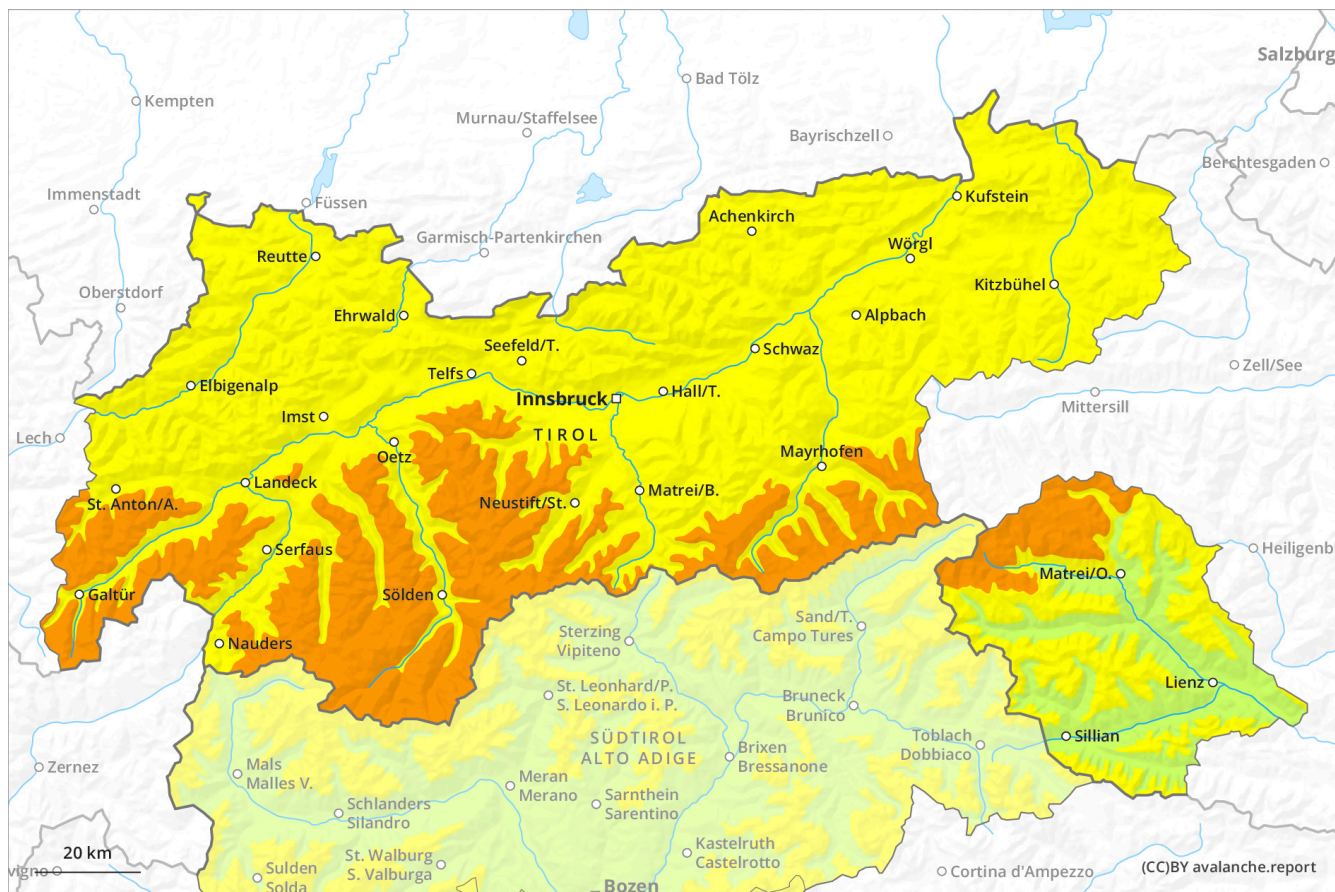 Salzburg
Kempten
Bad Tölz
Murnau/Staffelsee
Bayrischzell
Berchtesgaden
Immenstadt
Füssen
Kufstein
Achenkirch
Garmisch-Partenkirchen
Wörgl
Reutte
Kitzbühel
Oberstdorf
Ehrwald
Alpbach
Seefeld/T.
Schwaz
Zell/See
Telfs
Elbigenalp
Hall/T.
Innsbruck
Mittersill
Imst
Lech
TIROL
Oetz
Mayrhofen
Landeck
Matrei/B.
St. Anton/A.
Neustift/St.
Serfaus
Heiligenb
Matrei/O.
Galtür
Sölden
Sand/T.
Campo Tures
Sterzing
Vipiteno
Nauders
Lienz
St. Leonhard/P.
S. Leonardo i. P.
Bruneck
Brunico
SÜDTIROL
ALTO ADIGE
Toblach
Dobbiaco
Sillian
Brixen
Bressanone
Zernez
Mals
Malles V.
Meran
Merano
Schlanders
Silandro
Sarnthein
Sarentino
20 km
vigno
St. Walburg
S. Valburga
Kastelruth
Castelrotto
Sulden
Solda
Cortina d'Ampezzo
(CC)BY avalanche.report
Bozen